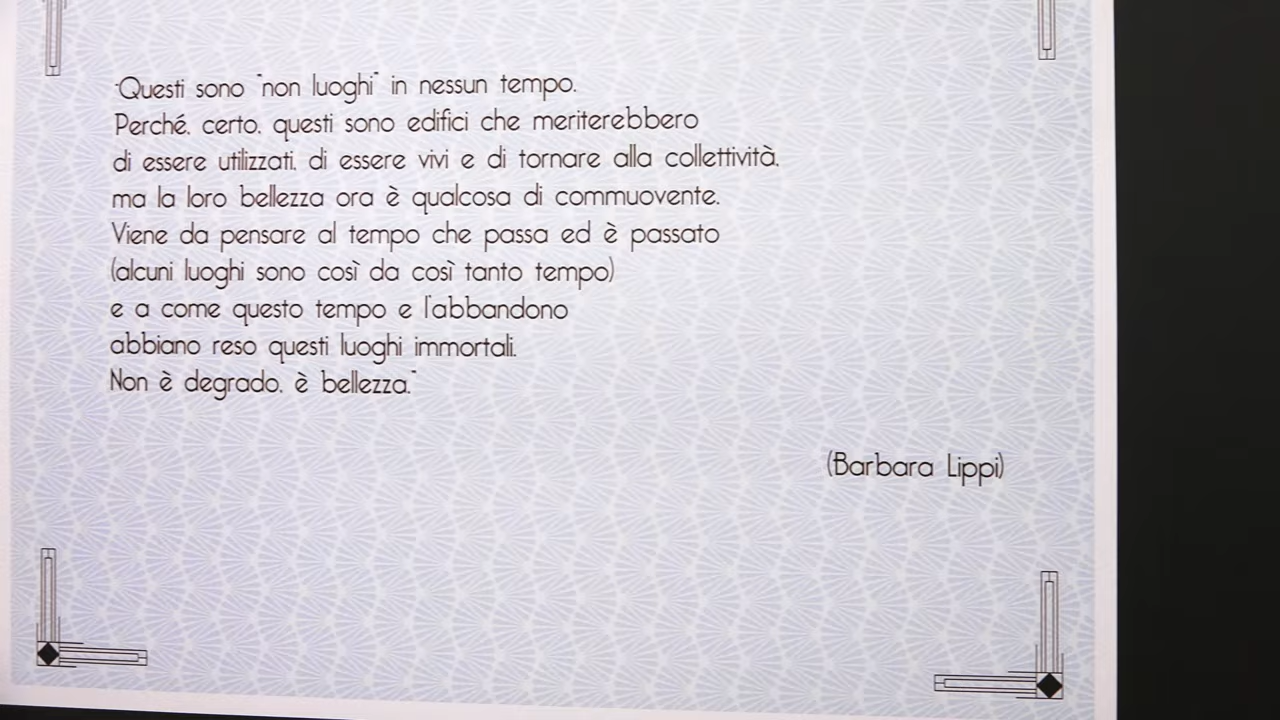 "Questi sono "non luoghi" in nessun tempo.
Perché, certo, questi sono edifici che meriterebbero
di essere utilizzati, di essere vivi e di tornare alla collettività,
ma la loro bellezza ora è qualcosa di commuovente.
Viene da pensare al tempo che passa ed è passato
(alcuni luoghi sono così da così tanto tempo)
e a come questo tempo e l'abbandono
abbiano reso questi luoghi immortali.
Non è degrado, è bellezza."
(Barbara Lippi)